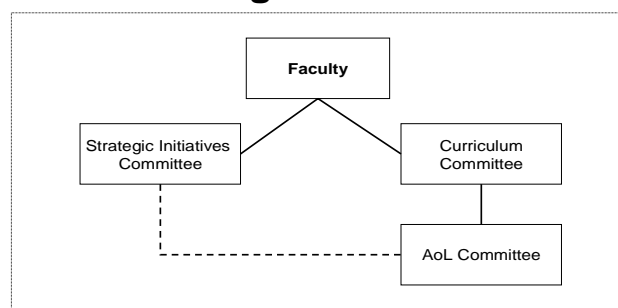 Faculty
Strategic Initiatives
Committee
Curriculum
Committee
AoL Committee